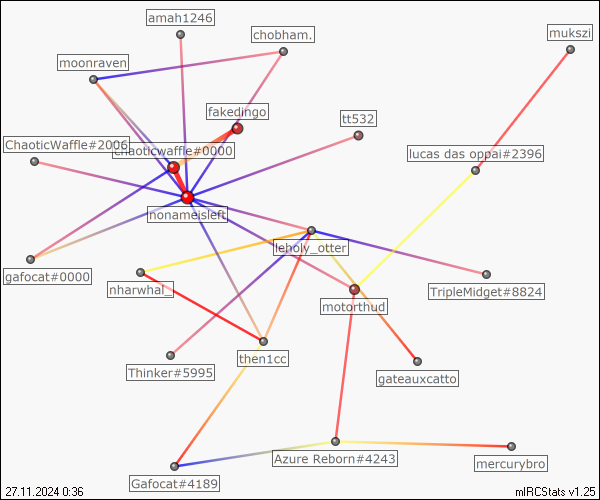 amah1246
chobham.
mukszi
moonraven
fakedingo
tt532
ChaoticWaffle#2006
chaoticwaffle#0000
lucas das oppai#2396
nonameisleft
leholy_otter
gafocat#0000
nharwhal_
TripleMidget#8824
motorthud
Thinker#5995
then1cc
gateauxcatto
Azure Reborn#4243
mercurybro
Gafocat#4189
27.11.2024 0:36
mIRCStats v1.25